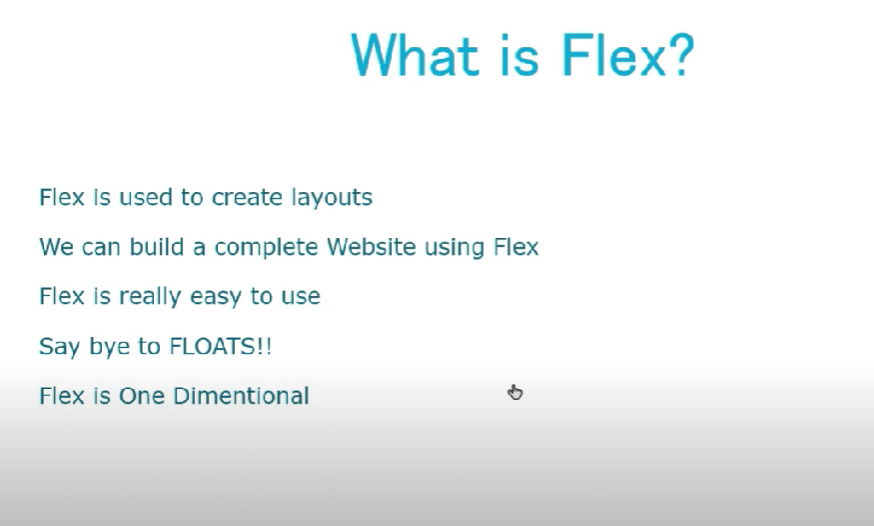 What is Flex?
Flex is used to create layouts
We can build a complete Website using Flex
Flex is really easy to use
Say bye to FLOATS!!
Flex is One Dimentional